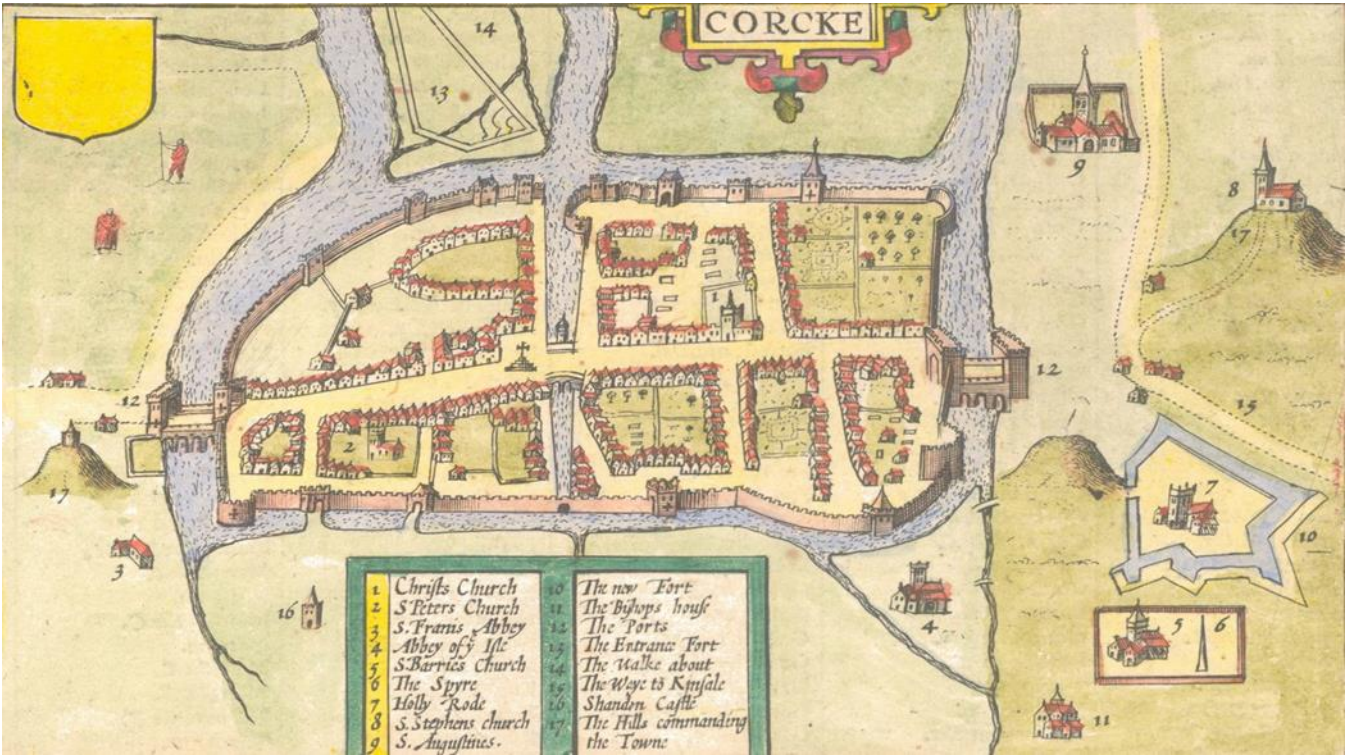 CORCKE
14
13
9
8
17
12
12
15
2
17
7
10
3
16
4
5 6
11
1 Christs Church
2 S Peters Church
3 S. Franis Abbey
4 Abbey of yͤ Isle
5 S. Barries Church
6 The Spyre
7 Holly Rode
8 S. Stephens church
9 S. Augustines.
10 The new Fort
11 The Bishops house
12 The Ports
13 The Entrance Fort
14 The Walke about
15 The Waye to Kinsale
16 Shandon Castle
17 The Hills commanding
the Towne